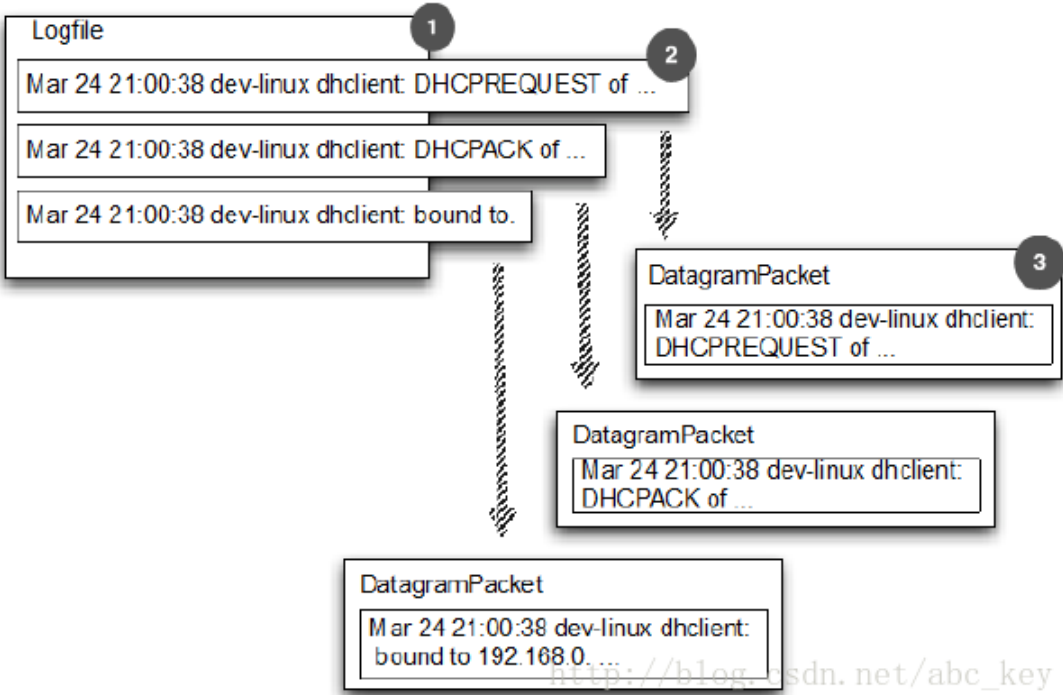 Logfile
1
2
Mar 24 21:00:38 dev-linux dhclient: DHCPREQUEST of ...
Mar 24 21:00:38 dev-linux dhclient: DHCPACK of ...
Mar 24 21:00:38 dev-linux dhclient: bound to.
3
DatagramPacket
Mar 24 21:00:38 dev-linux dhclient:
DHCPREQUEST of ...
DatagramPacket
Mar 24 21:00:38 dev-linux dhclient:
DHCPACK of ...
DatagramPacket
Mar 24 21:00:38 dev-linux dhclient:
bound to 192.168.0. ...
http://blog.csdn.net/abc_key